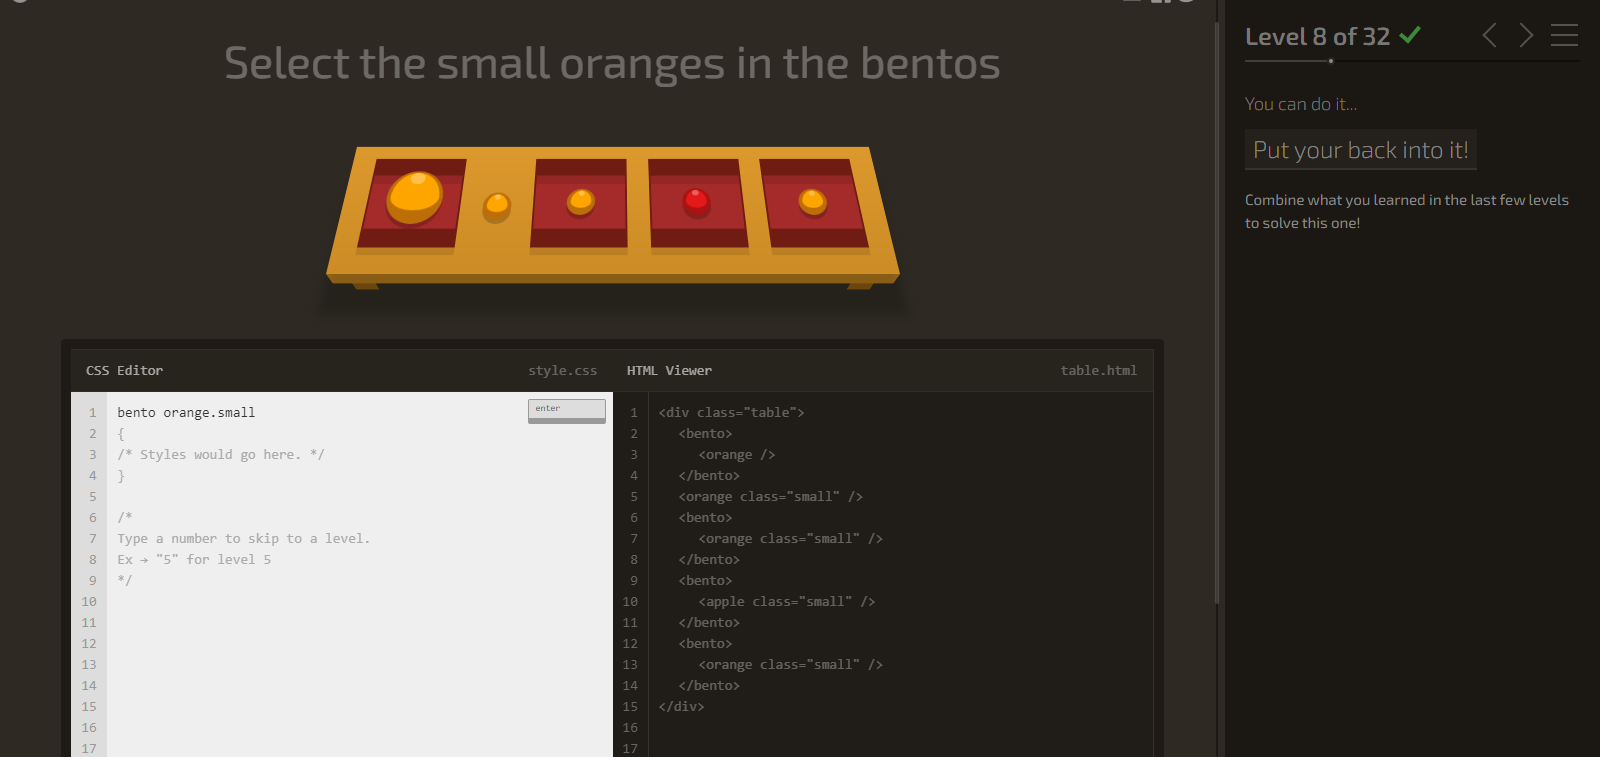 Select the small oranges in the bentos
CSS Editor
style.css
1 bento orange.small
enter
2 {
3 /* Styles would go here. */
4 }
5
6 /*
7 Type a number to skip to a level.
8 Ex → "5" for level 5
9 */
10
11
12
13
14
15
16
17
HTML Viewer
table.html
1 <div class="table">
2 <bento>
3 <orange />
4 </bento>
5 <orange class="small" />
6 <bento>
7 <orange class="small" />
8 </bento>
9 <bento>
10 <apple class="small" />
11 </bento>
12 <bento>
13 <orange class="small" />
14 </bento>
15 </div>
16
17
Level 8 of 32
You can do it...
Put your back into it!
Combine what you learned in the last few levels
to solve this one!